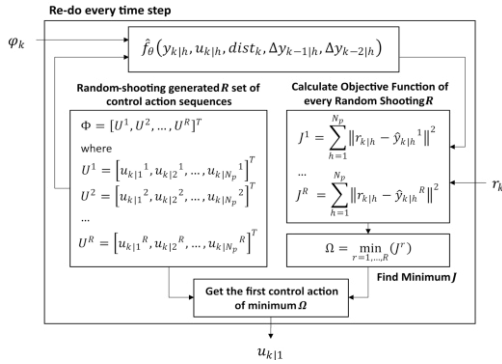 Re-do every time step
φ_k
f̂_θ(y_{k|h}, u_{k|h}, dist_k, Δy_{k-1|h}, Δy_{k-2|h})
Random-shooting generated R set of
control action sequences
Φ = [U^1, U^2, ..., U^R]^T
where
U^1 = [u_{k|1}^1, u_{k|2}^1, ..., u_{k|N_p}^1]^T
U^2 = [u_{k|1}^2, u_{k|2}^2, ..., u_{k|N_p}^2]^T
...
U^R = [u_{k|1}^R, u_{k|2}^R, ..., u_{k|N_p}^R]^T
Calculate Objective Function of
every Random Shooting R
J^1 = ∑_{h=1}^{N_p} ‖r_{k|h} − ŷ_{k|h}^1‖^2
...
J^R = ∑_{h=1}^{N_p} ‖r_{k|h} − ŷ_{k|h}^R‖^2
r_k
Ω = min_{r=1,...,R} (J^r)
Find Minimum J
Get the first control action
of minimum Ω
u_{k|1}